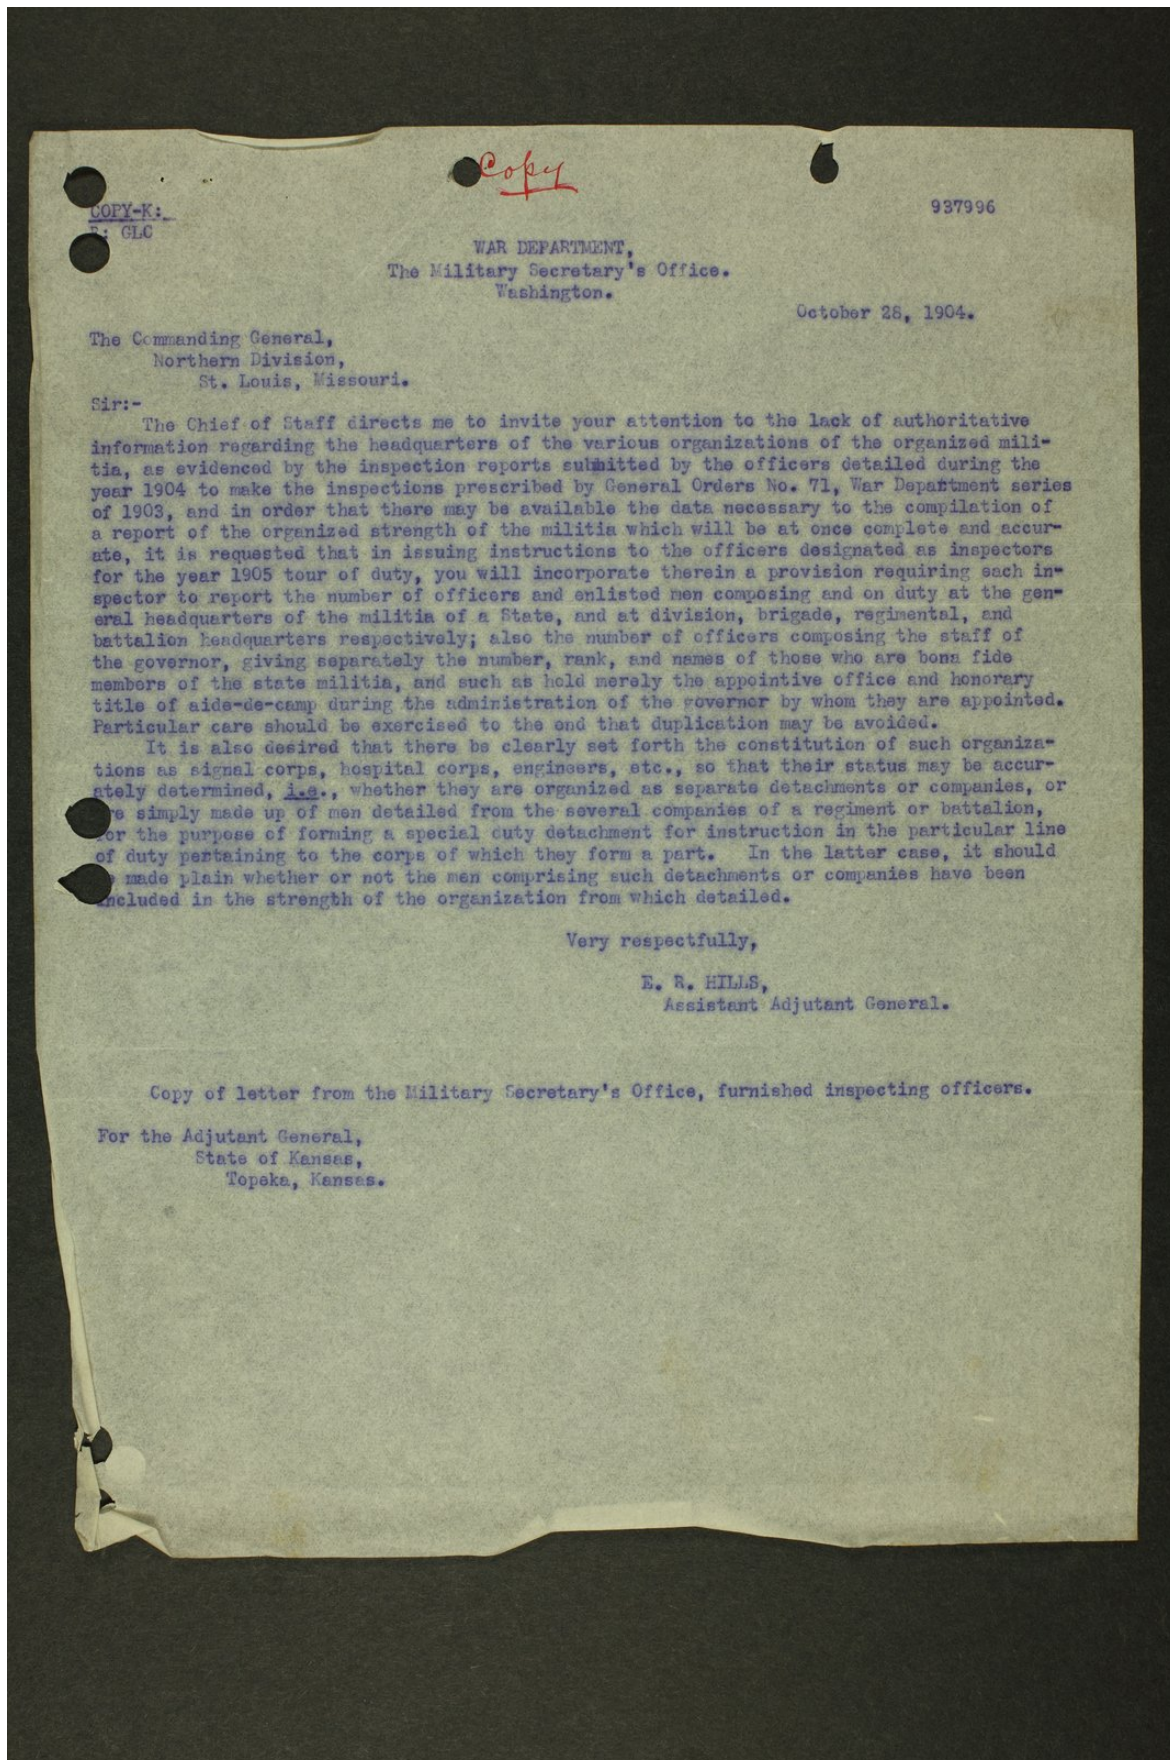 Copy
COPY-K:
937996
R: GLC
WAR DEPARTMENT,
The Military Secretary's Office.
Washington.
October 28, 1904.
The Commanding General,
Northern Division,
St. Louis, Missouri.
Sir:-
The Chief of Staff directs me to invite your attention to the lack of authoritative
information regarding the headquarters of the various organizations of the organized mili-
tia, as evidenced by the inspection reports submitted by the officers detailed during the
year 1904 to make the inspections prescribed by General Orders No. 71, War Department series
of 1903, and in order that there may be available the data necessary to the compilation of
a report of the organized strength of the militia which will be at once complete and accur-
ate, it is requested that in issuing instructions to the officers designated as inspectors
for the year 1905 tour of duty, you will incorporate therein a provision requiring each in-
spector to report the number of officers and enlisted men composing and on duty at the gen-
eral headquarters of the militia of a State, and at division, brigade, regimental, and
battalion headquarters respectively; also the number of officers composing the staff of
the governor, giving separately the number, rank, and names of those who are bona fide
members of the state militia, and such as hold merely the appointive office and honorary
title of aide-de-camp during the administration of the governor by whom they are appointed.
Particular care should be exercised to the end that duplication may be avoided.
It is also desired that there be clearly set forth the constitution of such organiza-
tions as signal corps, hospital corps, engineers, etc., so that their status may be accur-
ately determined, i.e., whether they are organized as separate detachments or companies, or
re simply made up of men detailed from the several companies of a regiment or battalion,
for the purpose of forming a special duty detachment for instruction in the particular line
of duty pertaining to the corps of which they form a part. In the latter case, it should
made plain whether or not the men comprising such detachments or companies have been
included in the strength of the organization from which detailed.
Very respectfully,
E. R. HILLS,
Assistant Adjutant General.
Copy of letter from the Military Secretary's Office, furnished inspecting officers.
For the Adjutant General,
State of Kansas,
Topeka, Kansas.